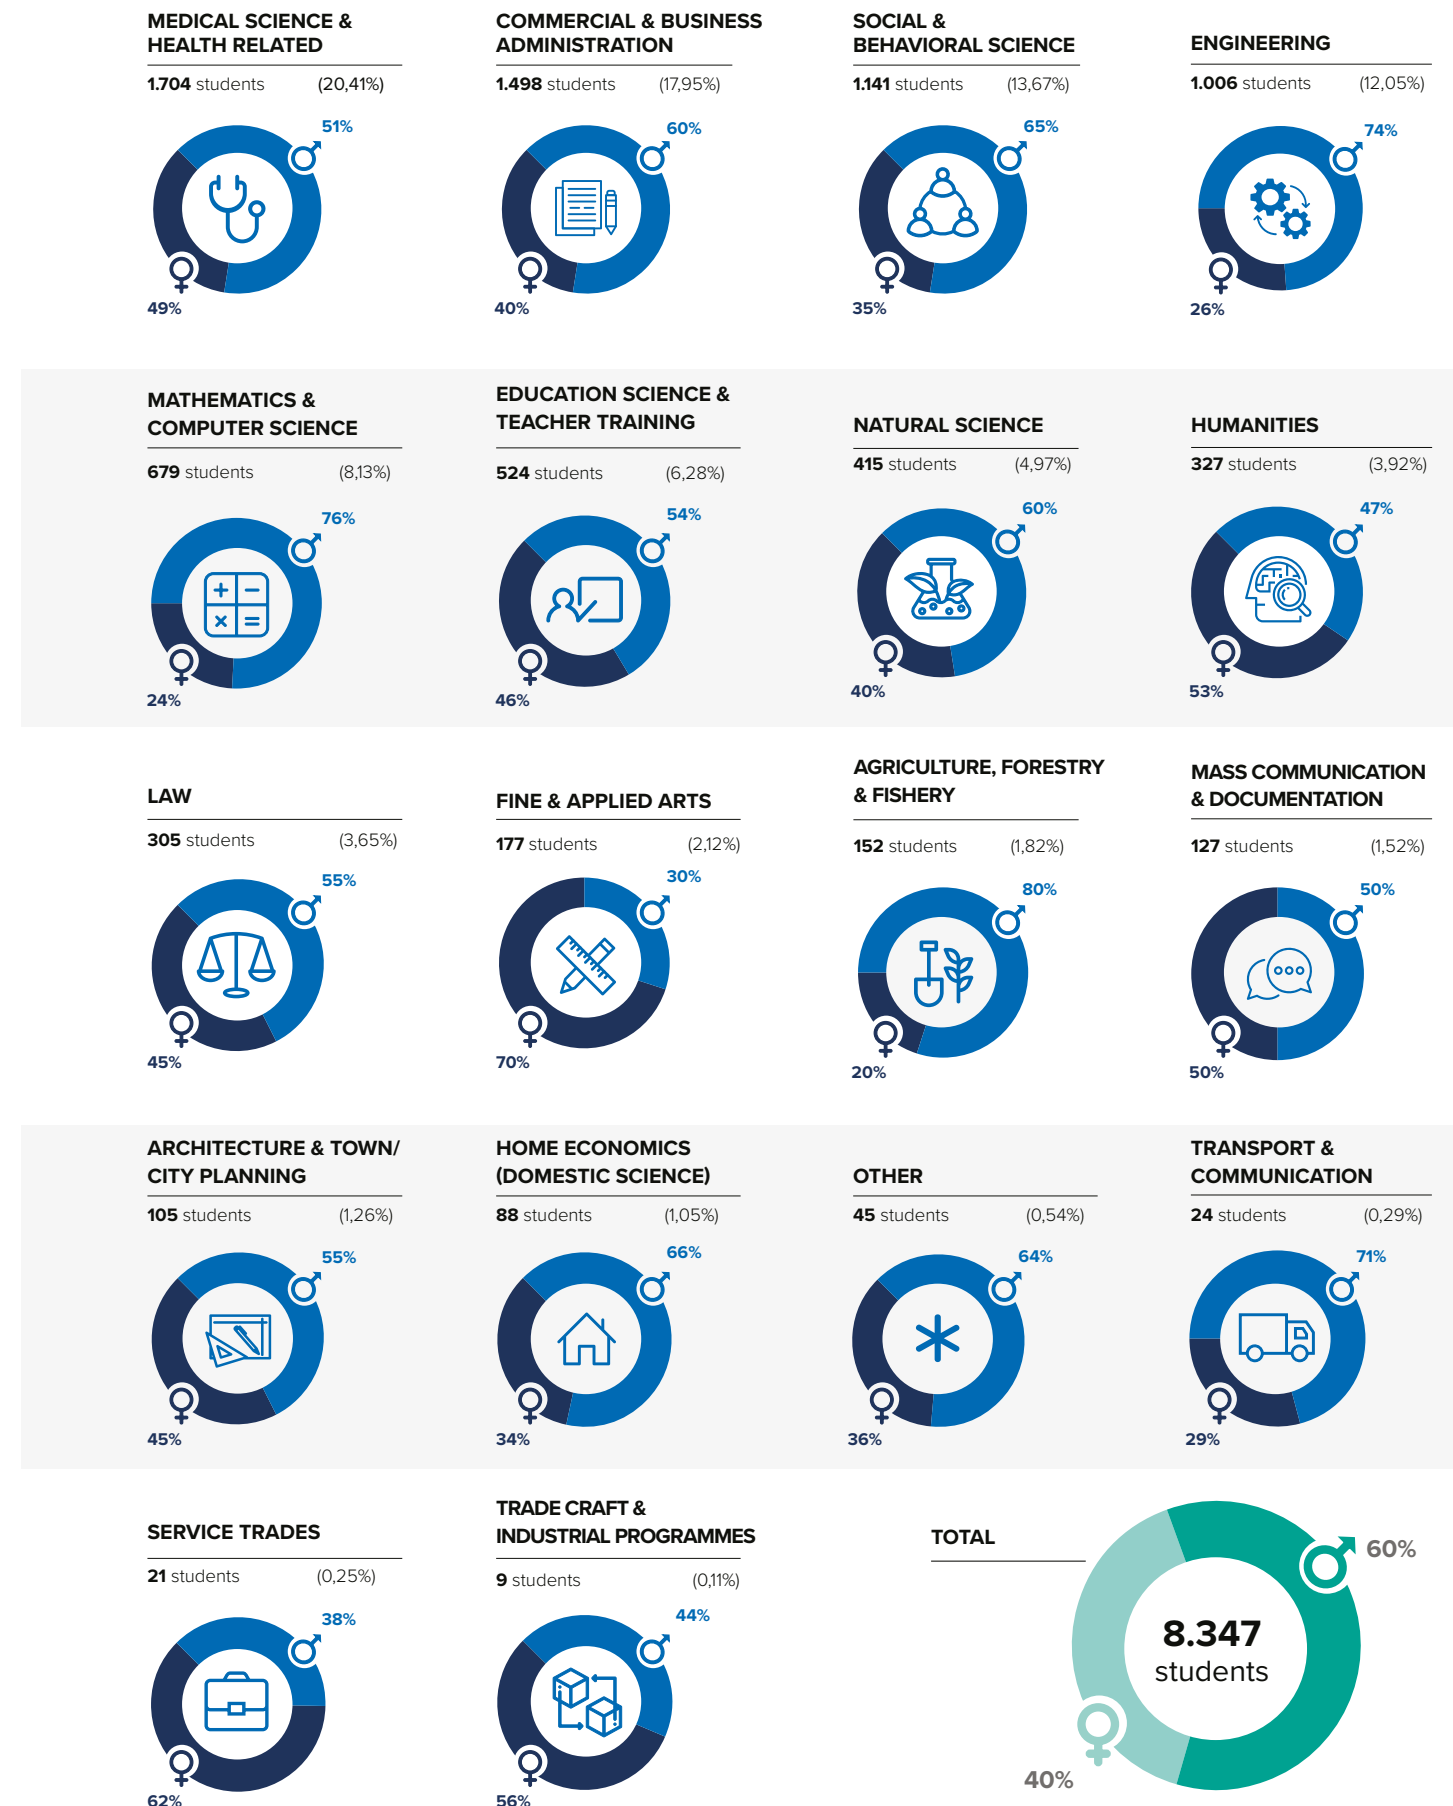 MEDICAL SCIENCE &
HEALTH RELATED
1.704 students (20,41%)
51%
49%
COMMERCIAL & BUSINESS
ADMINISTRATION
1.498 students (17,95%)
60%
40%
SOCIAL &
BEHAVIORAL SCIENCE
1.141 students (13,67%)
65%
35%
ENGINEERING
1.006 students (12,05%)
74%
26%
MATHEMATICS &
COMPUTER SCIENCE
679 students (8,13%)
76%
24%
EDUCATION SCIENCE &
TEACHER TRAINING
524 students (6,28%)
54%
46%
NATURAL SCIENCE
415 students (4,97%)
60%
40%
HUMANITIES
327 students (3,92%)
47%
53%
LAW
305 students (3,65%)
55%
45%
FINE & APPLIED ARTS
177 students (2,12%)
30%
70%
AGRICULTURE, FORESTRY
& FISHERY
152 students (1,82%)
80%
20%
MASS COMMUNICATION
& DOCUMENTATION
127 students (1,52%)
50%
50%
ARCHITECTURE & TOWN/
CITY PLANNING
105 students (1,26%)
55%
45%
HOME ECONOMICS
(DOMESTIC SCIENCE)
88 students (1,05%)
66%
34%
OTHER
45 students (0,54%)
64%
36%
TRANSPORT &
COMMUNICATION
24 students (0,29%)
71%
29%
SERVICE TRADES
21 students (0,25%)
38%
62%
TRADE CRAFT &
INDUSTRIAL PROGRAMMES
9 students (0,11%)
44%
56%
TOTAL
60%
8.347
students
40%